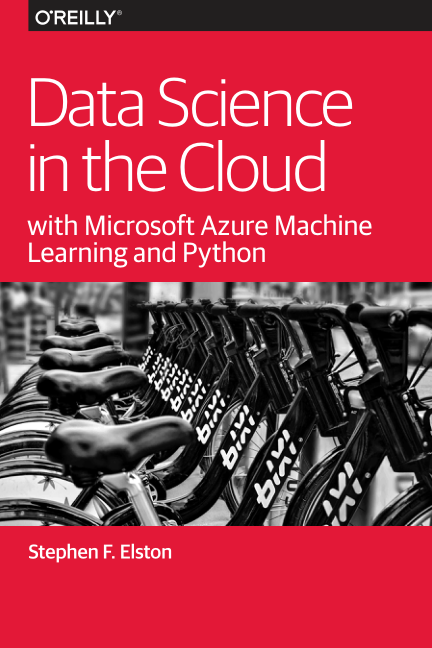 O'REILLY®
Data Science
in the Cloud
with Microsoft Azure Machine
Learning and Python
bixi
bixi
bixi
bixi
Stephen F. Elston